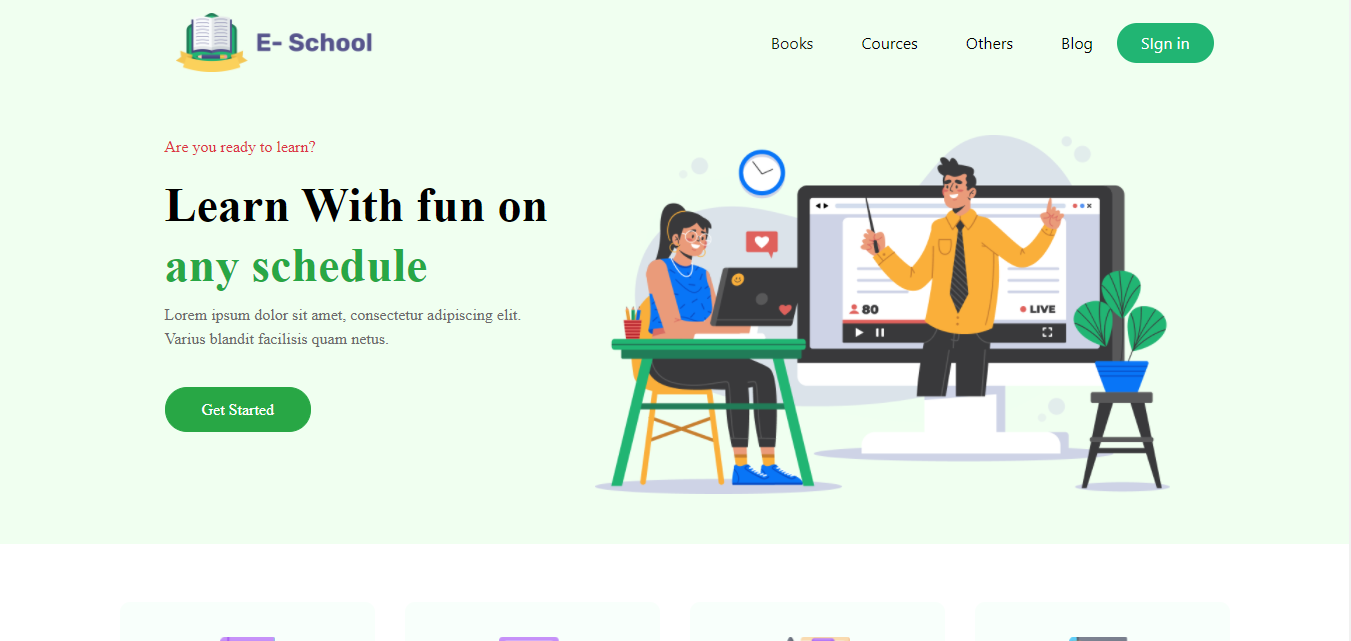 E- School
Books Cources Others Blog SIgn in
Are you ready to learn?
Learn With fun on
any schedule
Lorem ipsum dolor sit amet, consectetur adipiscing elit.
Varius blandit facilisis quam netus.
Get Started
80
LIVE